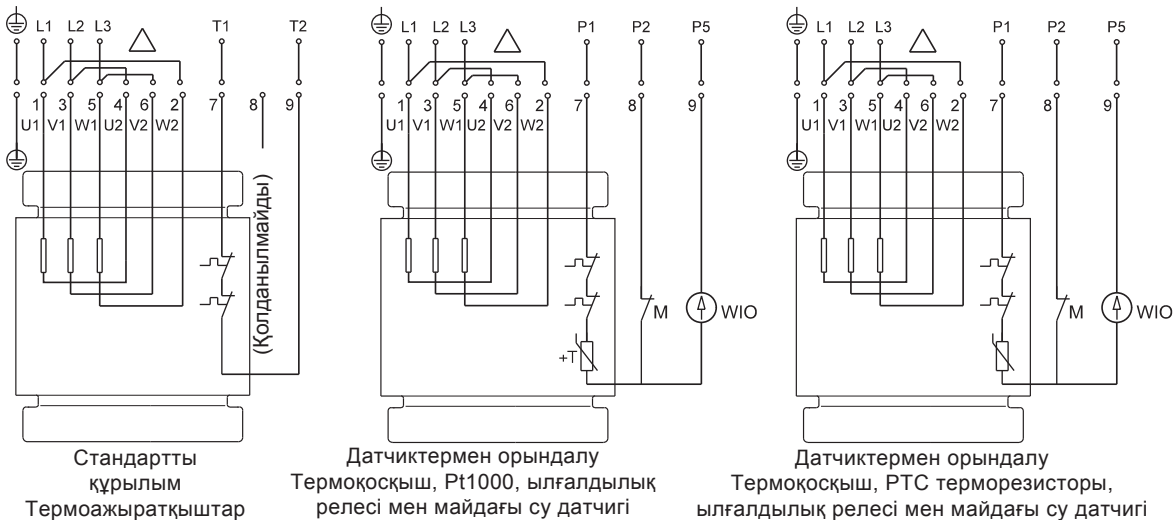 L1 L2 L3 T1 T2
1 3 5 4 6 2 7 8 9
U1 V1 W1 U2 V2 W2
(Қолданылмайды)
Стандартты
құрылым
Термоажыратқыштар
L1 L2 L3 P1 P2 P5
1 3 5 4 6 2 7 8 9
U1 V1 W1 U2 V2 W2
M WIO
+T
Датчиктермен орындалу
Термоқосқыш, Pt1000, ылғалдылық
релесі мен майдағы су датчигі
L1 L2 L3 P1 P2 P5
1 3 5 4 6 2 7 8 9
U1 V1 W1 U2 V2 W2
M WIO
Датчиктермен орындалу
Термоқосқыш, PTC терморезисторы,
ылғалдылық релесі мен майдағы су датчигі